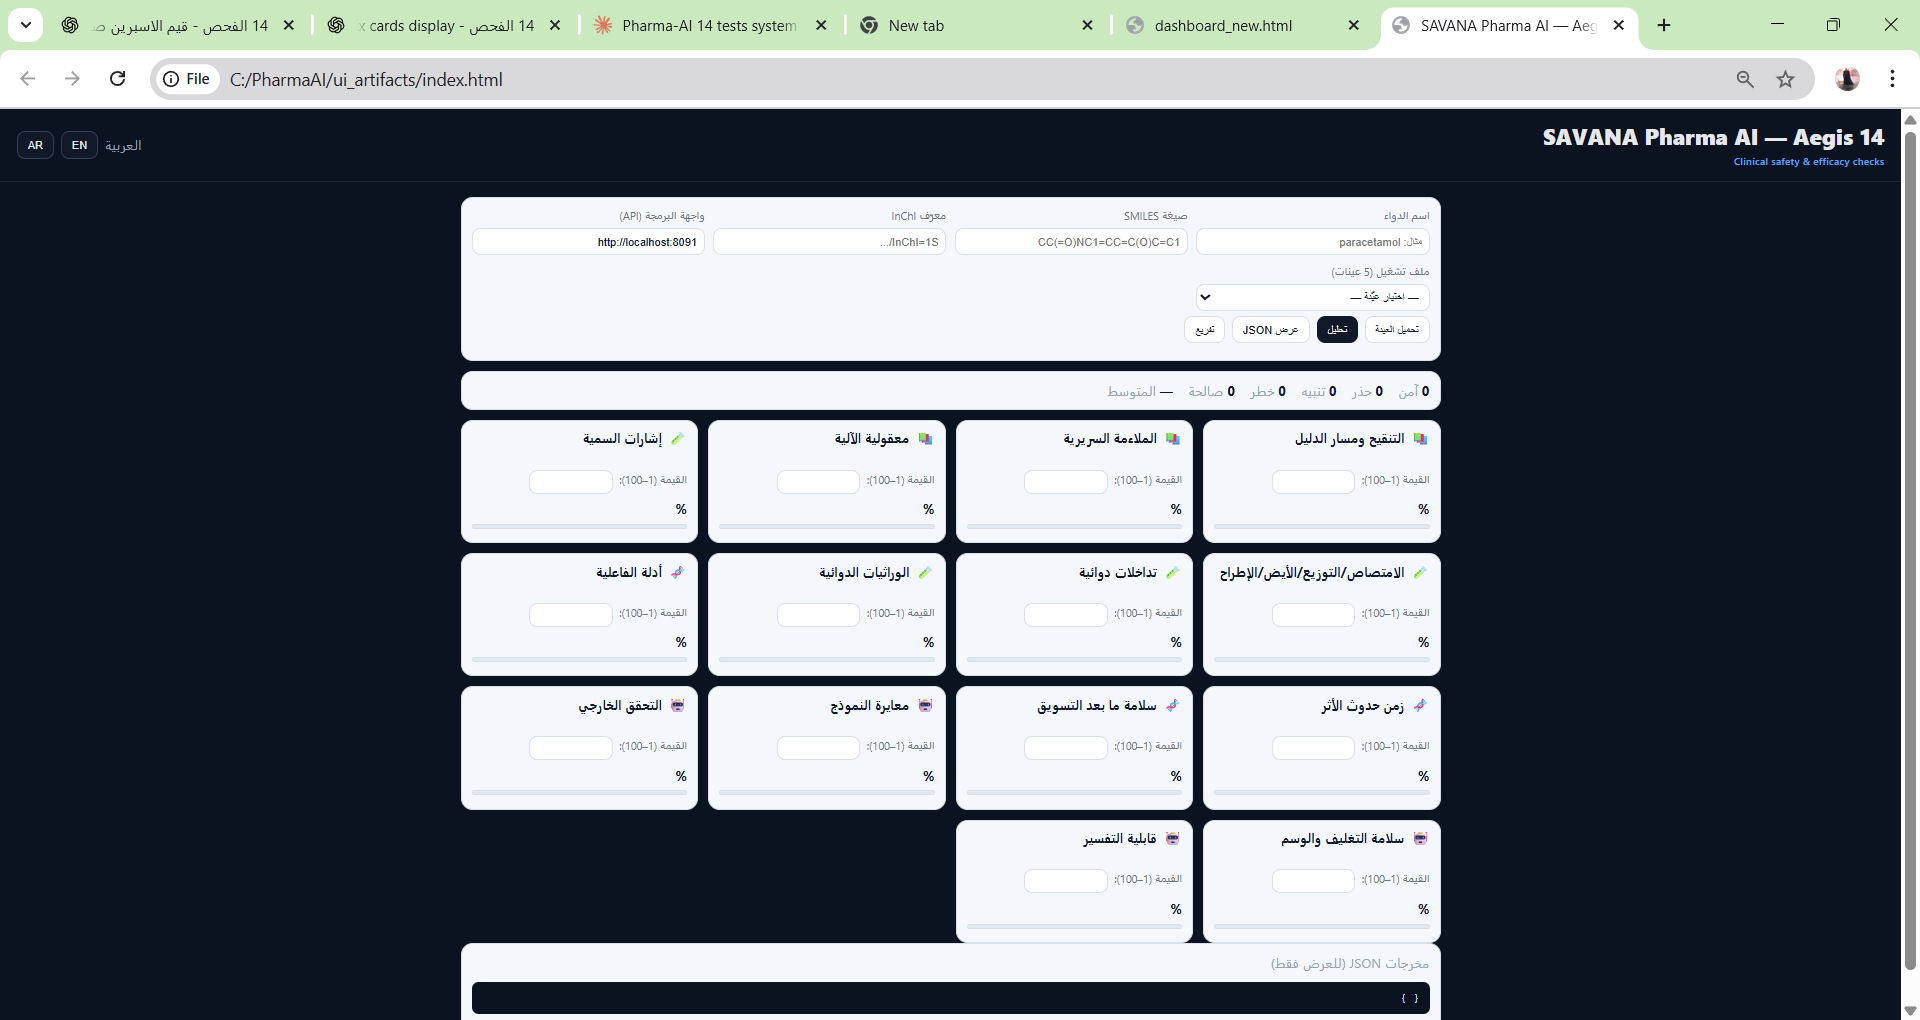 14 الفحص - قيم الاسبرين
x cards display - الفحص 14
Pharma-AI 14 tests system
New tab
dashboard_new.html
SAVANA Pharma AI — Aeg
File
C:/PharmaAI/ui_artifacts/index.html
SAVANA Pharma AI — Aegis 14
Clinical safety & efficacy checks
AR
EN
العربية
اسم الدواء
صيغة SMILES
معرّف InChI
واجهة البرمجة (API)
مثال: paracetamol
CC(=O)NC1=CC=C(O)C=C1
InChI=1S/...
http://localhost:8091
ملف تشغيل (5 عينات)
— اختيار عيّنة —
تحميل العينة
تحليل
عرض JSON
تفريغ
0 آمن
0 حذر
0 تنبيه
0 خطر
0 صالحة
— المتوسط
التنقيح ومسار الدليل
القيمة (1–100):
%
الملاءمة السريرية
القيمة (1–100):
%
معقولية الآلية
القيمة (1–100):
%
إشارات السمية
القيمة (1–100):
%
الامتصاص/التوزيع/الأيض/الإطراح
القيمة (1–100):
%
تداخلات دوائية
القيمة (1–100):
%
الوراثيات الدوائية
القيمة (1–100):
%
أدلة الفاعلية
القيمة (1–100):
%
زمن حدوث الأثر
القيمة (1–100):
%
سلامة ما بعد التسويق
القيمة (1–100):
%
معايرة النموذج
القيمة (1–100):
%
التحقق الخارجي
القيمة (1–100):
%
سلامة التغليف والوسم
القيمة (1–100):
%
قابلية التفسير
القيمة (1–100):
%
مخرجات JSON (للعرض فقط)
{ }